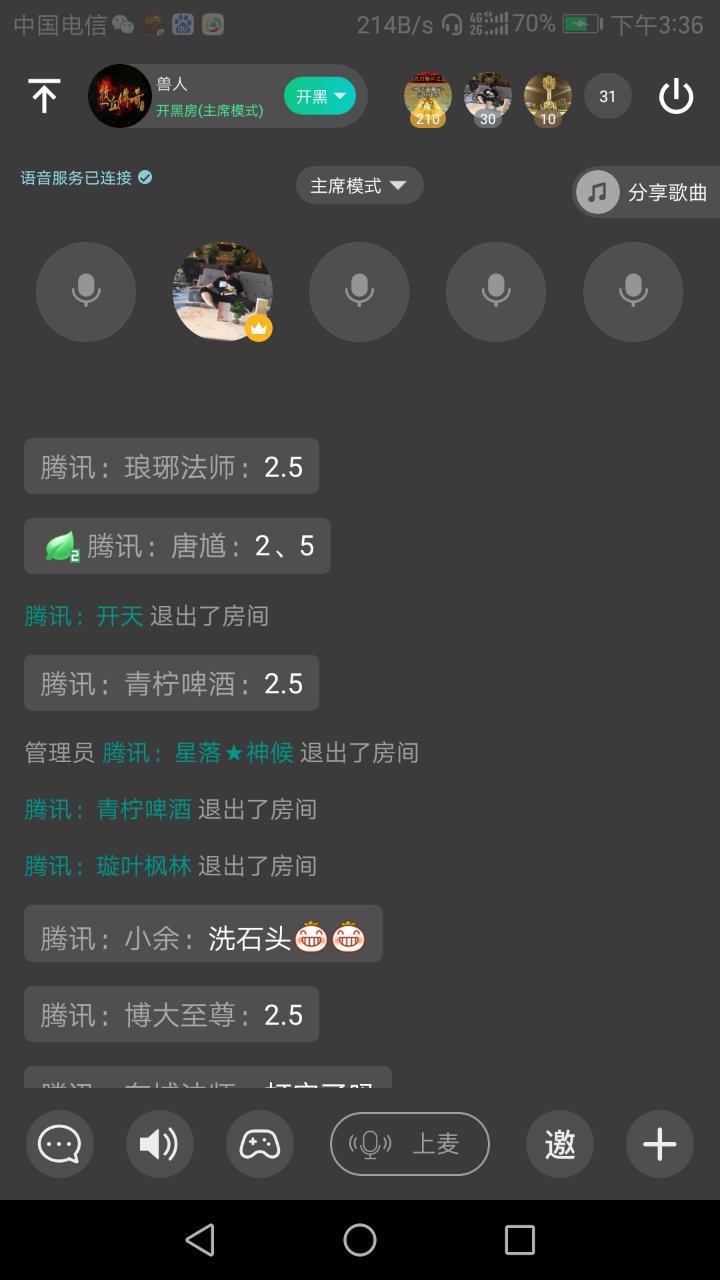 中国电信 214B/s 4G 2G 70% 下午3:36
兽人
开黑房(主席模式)
开黑
210 30 10 31
语音服务已连接
主席模式
分享歌曲
腾讯：琅琊法师：2.5
2 腾讯：唐馗：2、5
腾讯：开天 退出了房间
腾讯：青柠啤酒：2.5
管理员 腾讯：星落★神候 退出了房间
腾讯：青柠啤酒 退出了房间
腾讯：璇叶枫林 退出了房间
腾讯：小余：洗石头
腾讯：博大至尊：2.5
上麦
邀